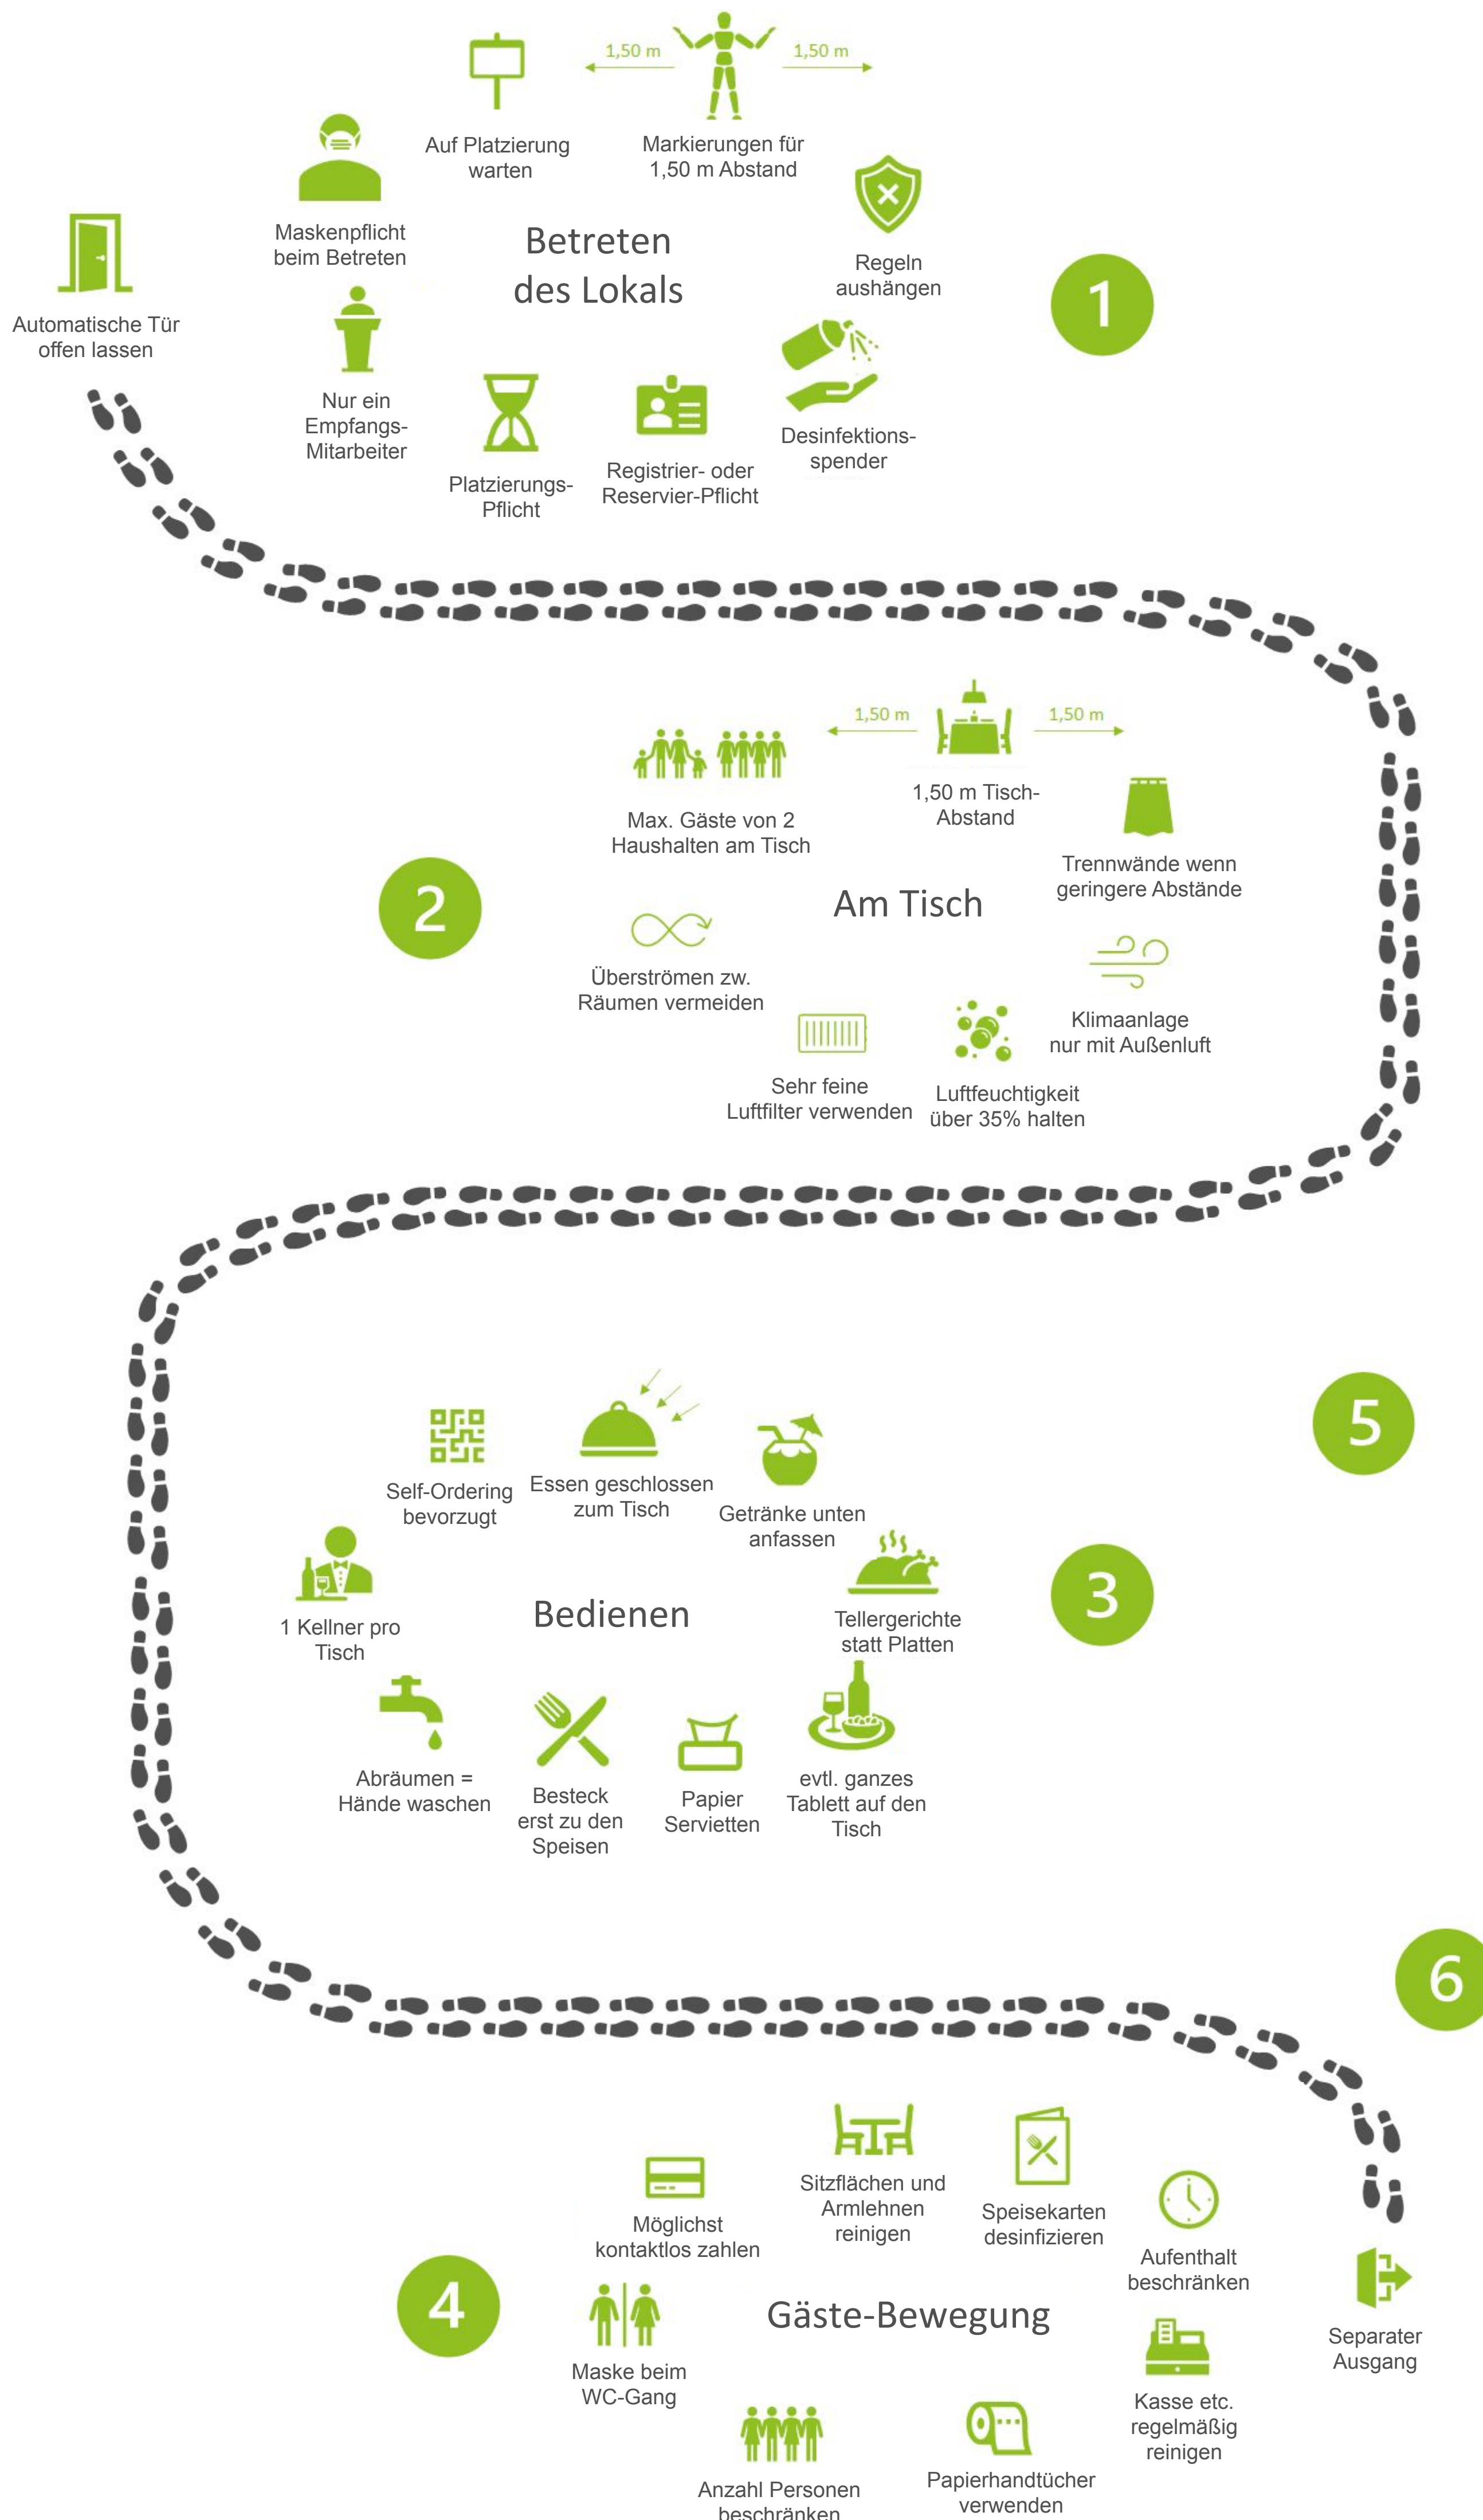 1,50 m
1,50 m
Auf Platzierung
warten
Markierungen für
1,50 m Abstand
Maskenpflicht
beim Betreten
Regeln
aushängen
Betreten
des Lokals
1
Automatische Tür
offen lassen
Nur ein
Empfangs-
Mitarbeiter
Platzierungs-
Pflicht
Registrier- oder
Reservier-Pflicht
Desinfektions-
spender
1,50 m
1,50 m
Max. Gäste von 2
Haushalten am Tisch
1,50 m Tisch-
Abstand
Trennwände wenn
geringere Abstände
2
Am Tisch
Überströmen zw.
Räumen vermeiden
Sehr feine
Luftfilter verwenden
Luftfeuchtigkeit
über 35% halten
Klimaanlage
nur mit Außenluft
5
Self-Ordering
bevorzugt
Essen geschlossen
zum Tisch
Getränke unten
anfassen
1 Kellner pro
Tisch
Bedienen
Tellergerichte
statt Platten
3
Abräumen =
Hände waschen
Besteck
erst zu den
Speisen
Papier
Servietten
evtl. ganzes
Tablett auf den
Tisch
6
Möglichst
kontaktlos zahlen
Sitzflächen und
Armlehnen
reinigen
Speisekarten
desinfizieren
Aufenthalt
beschränken
4
Gäste-Bewegung
Separater
Ausgang
Maske beim
WC-Gang
Kasse etc.
regelmäßig
reinigen
Anzahl Personen
beschränken
Papierhandtücher
verwenden